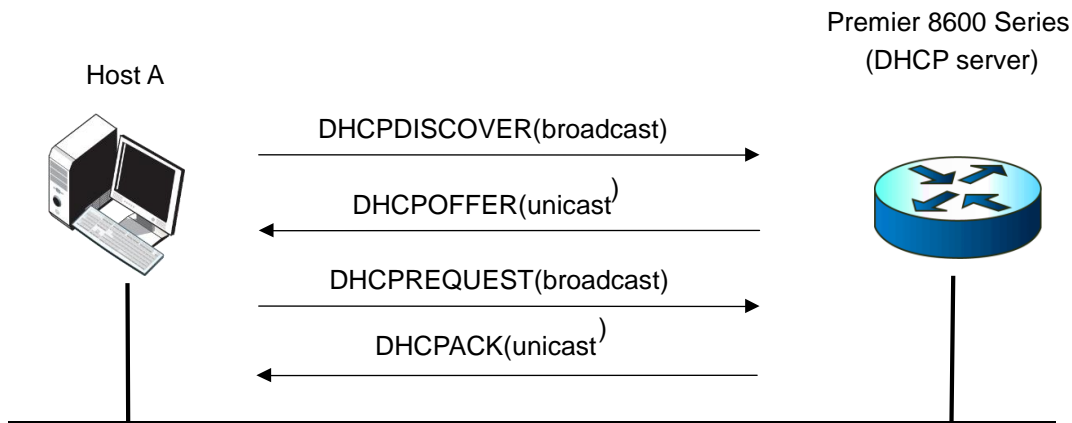 Premier 8600 Series
(DHCP server)
Host A
DHCPDISCOVER(broadcast)
DHCPOFFER(unicast)
DHCPREQUEST(broadcast)
DHCPACK(unicast)